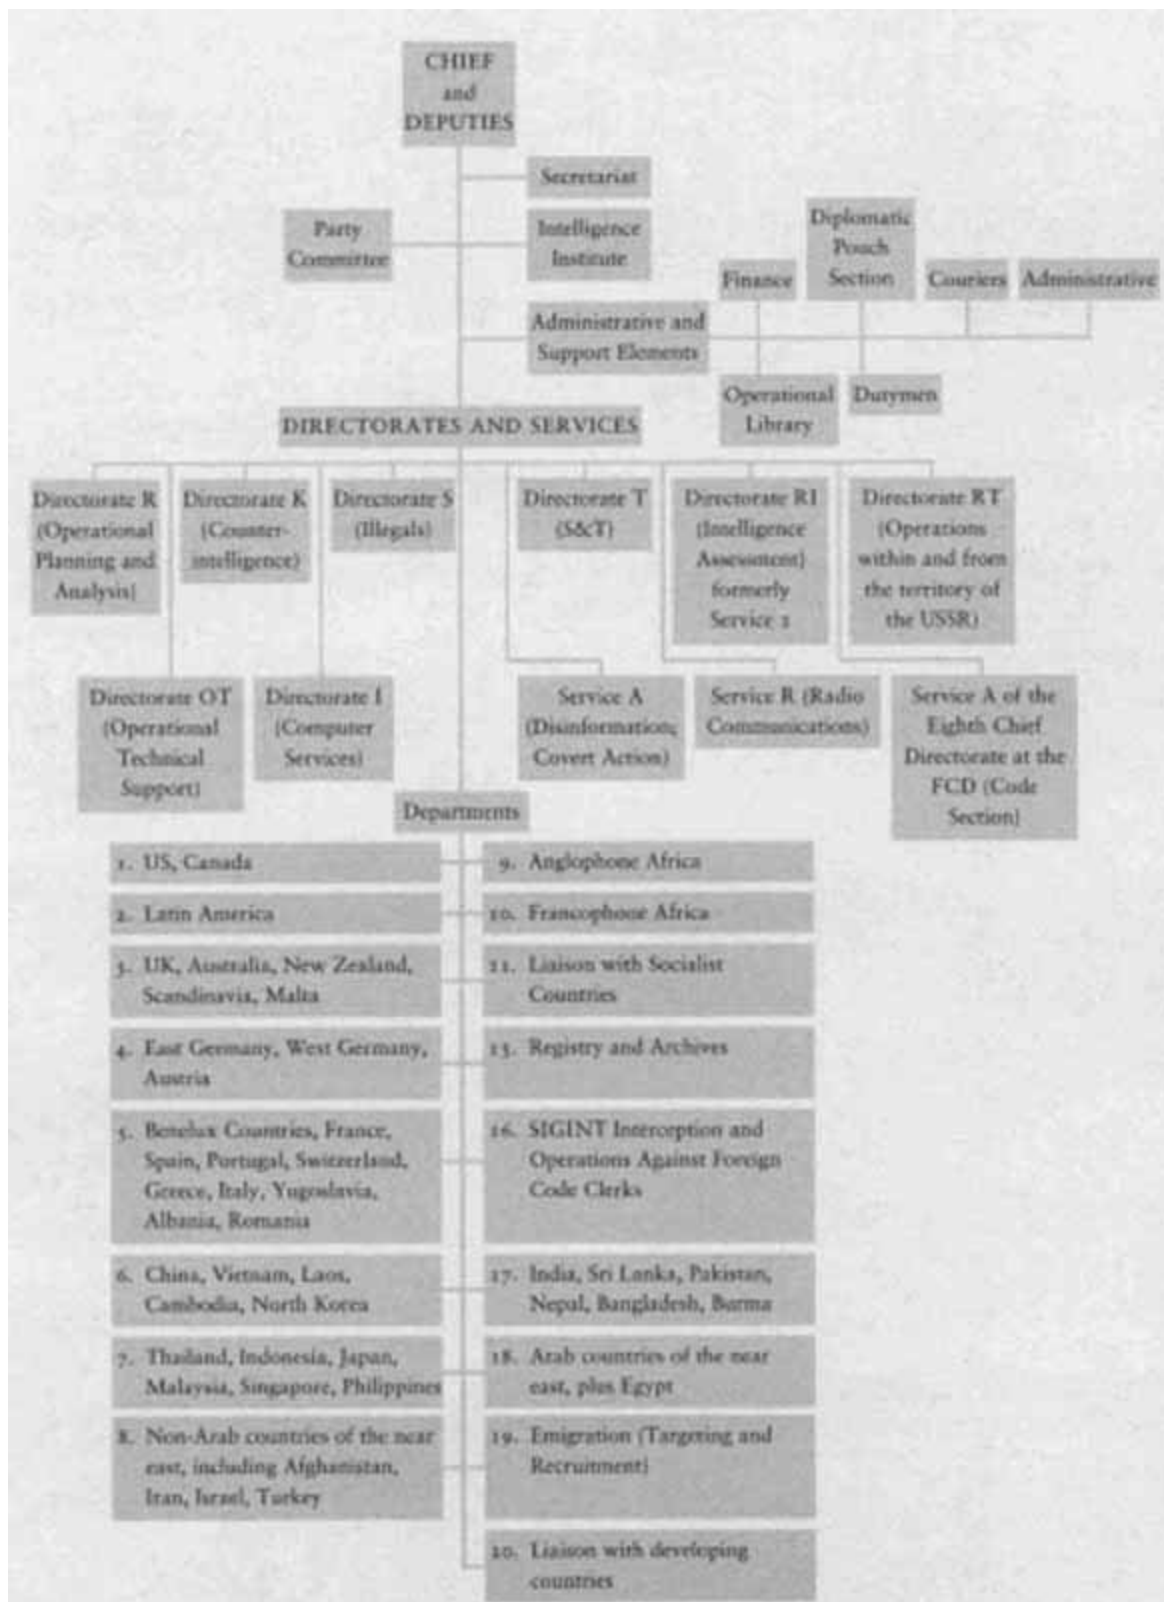 CHIEF
and
DEPUTIES
Secretariat
Party
Committee
Intelligence
Institute
Diplomatic
Pouch
Section
Finance
Couriers
Administrative
Administrative and
Support Elements
Operational
Library
Dutymen
DIRECTORATES AND SERVICES
Directorate R
(Operational
Planning and
Analysis)
Directorate K
(Counter-
intelligence)
Directorate S
(Illegals)
Directorate T
(S&T)
Directorate RI
(Intelligence
Assessment)
formerly
Service 1
Directorate RT
(Operations
within and from
the territory of
the USSR)
Directorate OT
(Operational
Technical
Support)
Directorate I
(Computer
Services)
Service A
(Disinformation;
Covert Action)
Service R (Radio
Communications)
Service A of the
Eighth Chief
Directorate at the
FCD (Code
Section)
Departments
1. US, Canada
2. Latin America
3. UK, Australia, New Zealand,
Scandinavia, Malta
4. East Germany, West Germany,
Austria
5. Benelux Countries, France,
Spain, Portugal, Switzerland,
Greece, Italy, Yugoslavia,
Albania, Romania
6. China, Vietnam, Laos,
Cambodia, North Korea
7. Thailand, Indonesia, Japan,
Malaysia, Singapore, Philippines
8. Non-Arab countries of the near
east, including Afghanistan,
Iran, Israel, Turkey
9. Anglophone Africa
10. Francophone Africa
11. Liaison with Socialist
Countries
15. Registry and Archives
16. SIGINT Interception and
Operations Against Foreign
Code Clerks
17. India, Sri Lanka, Pakistan,
Nepal, Bangladesh, Burma
18. Arab countries of the near
east, plus Egypt
19. Emigration (Targeting and
Recruitment)
20. Liaison with developing
countries